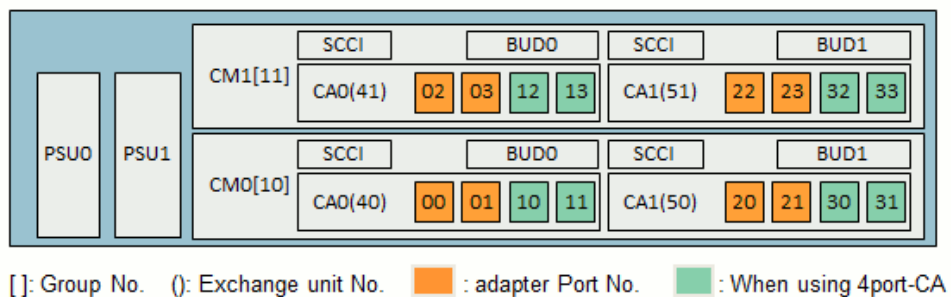 SCCI BUD0 SCCI BUD1
CM1[11] CA0(41) 02 03 12 13 CA1(51) 22 23 32 33
PSU0 PSU1
SCCI BUD0 SCCI BUD1
CM0[10] CA0(40) 00 01 10 11 CA1(50) 20 21 30 31
[ ]: Group No. (): Exchange unit No. : adapter Port No. : When using 4port-CA